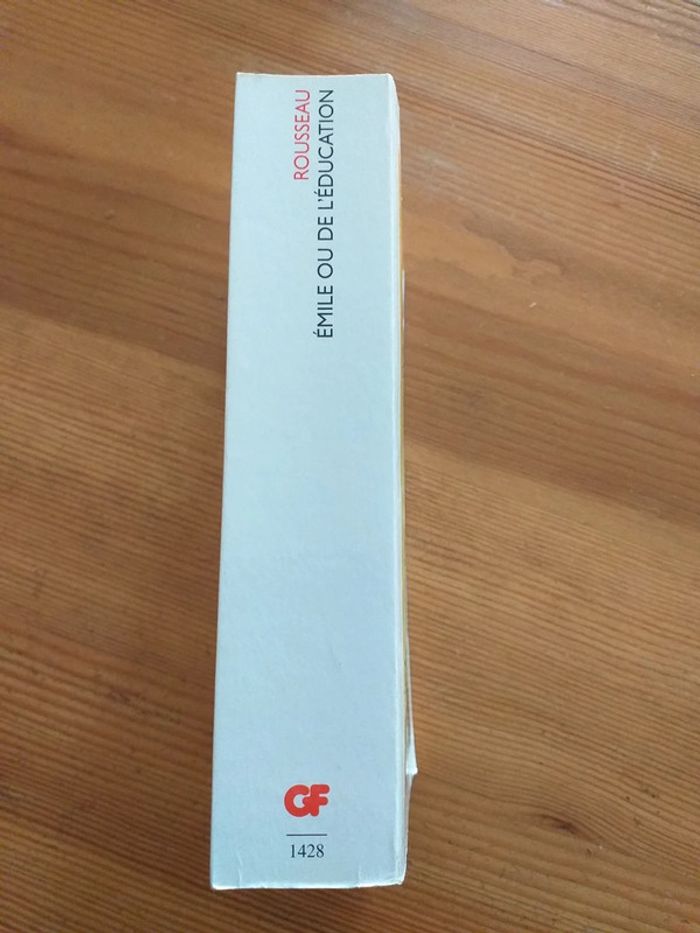 ROUSSEAU
ÉMILE OU DE L'ÉDUCATION
GF
1428